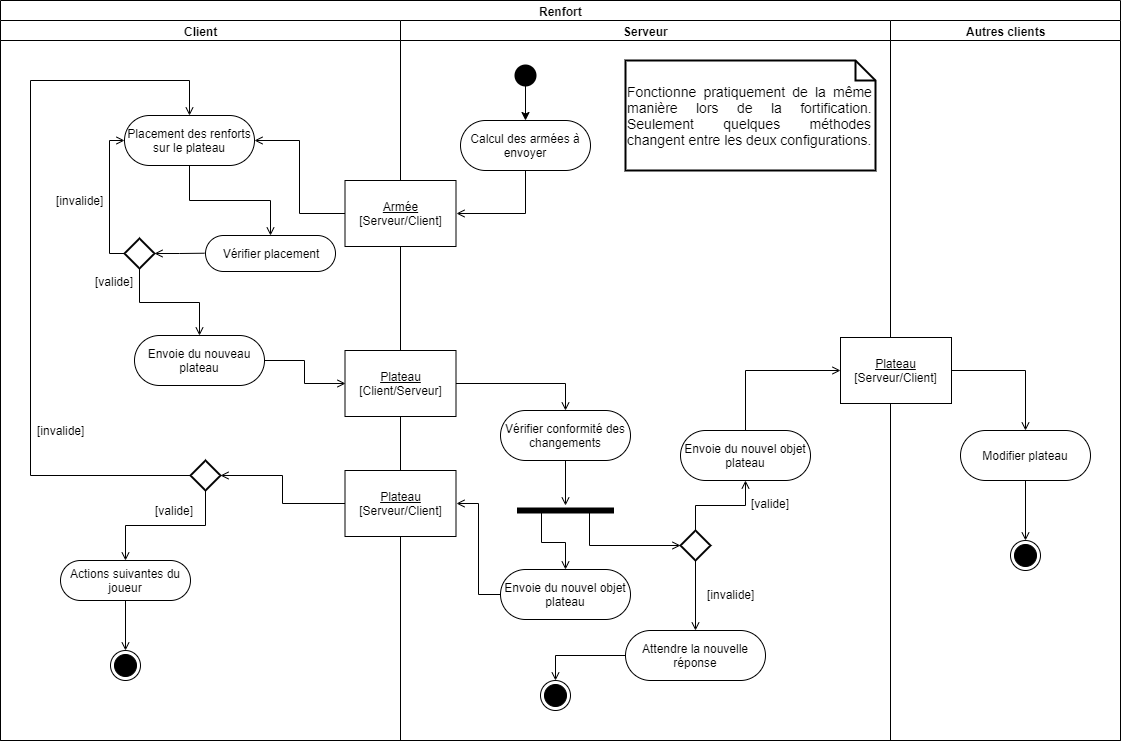 Renfort
Client
Serveur
Autres clients
Fonctionne pratiquement de la même
manière lors de la fortification.
Seulement quelques méthodes
changent entre les deux configurations.
Placement des renforts
sur le plateau
Calcul des armées à
envoyer
[invalide]
Armée
[Serveur/Client]
Vérifier placement
[valide]
Envoie du nouveau
plateau
Plateau
[Client/Serveur]
Plateau
[Serveur/Client]
Vérifier conformité des
changements
Envoie du nouvel objet
plateau
Modifier plateau
[invalide]
Plateau
[Serveur/Client]
[valide]
[valide]
Actions suivantes du
joueur
Envoie du nouvel objet
plateau
[invalide]
Attendre la nouvelle
réponse